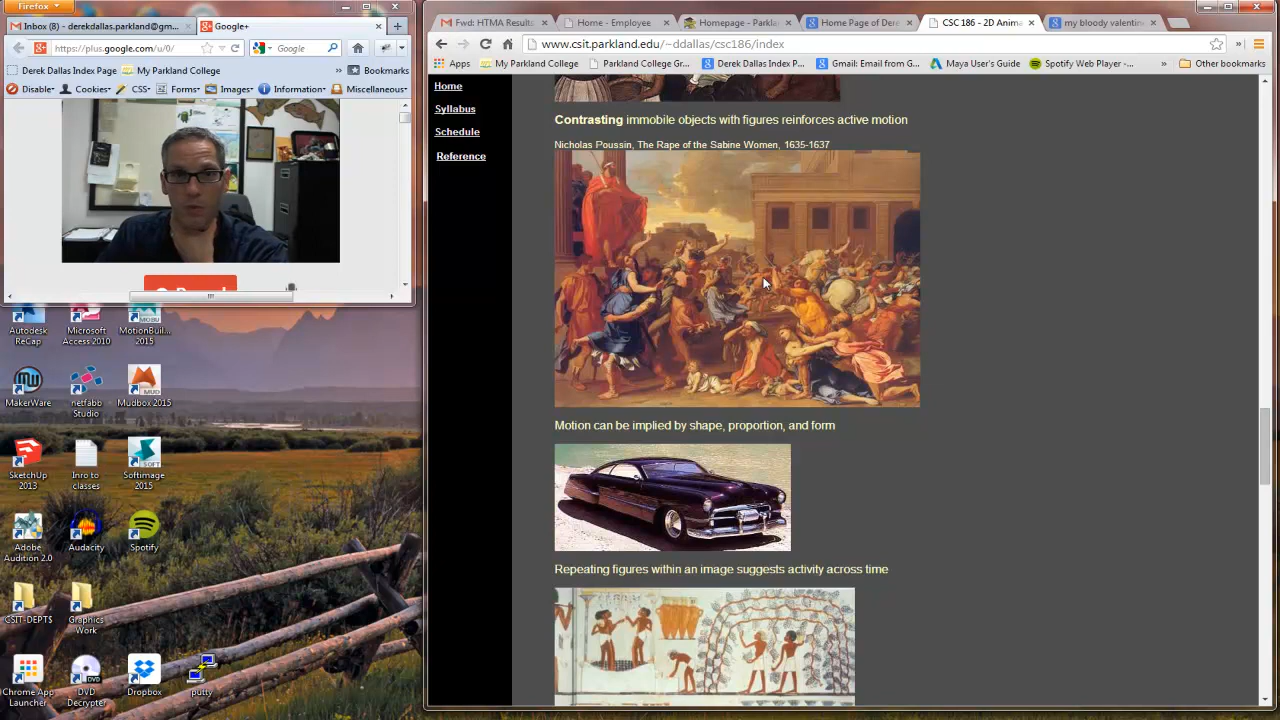 Firefox
Inbox (8) - derekdallas.parkland@gm...
Google+
https://plus.google.com/u/0/
Google
Derek Dallas Index Page
My Parkland College
»
Bookmarks
Disable
Cookies
CSS
Forms
Images
Information
Miscellaneous
Autodesk ReCap
Microsoft Access 2010
MotionBuil... 2015
MakerWare
netfabb Studio
Mudbox 2015
SketchUp 2013
Inro to classes
Softimage 2015
Adobe Audition 2.0
Audacity
Spotify
CSIT-DEPT$
Graphics Work
Chrome App Launcher
DVD Decrypter
Dropbox
putty
Fwd: HTMA Results
Home - Employee
Homepage - Parkla
Home Page of Dere
CSC 186 - 2D Anima
my bloody valentin
www.csit.parkland.edu/~ddallas/csc186/index
Apps
My Parkland College
Parkland College Gr...
Derek Dallas Index P...
Gmail: Email from G...
Maya User's Guide
Spotify Web Player -...
»
Other bookmarks
Home
Syllabus
Schedule
Reference
Contrasting immobile objects with figures reinforces active motion
Nicholas Poussin, The Rape of the Sabine Women, 1635-1637
Motion can be implied by shape, proportion, and form
Repeating figures within an image suggests activity across time